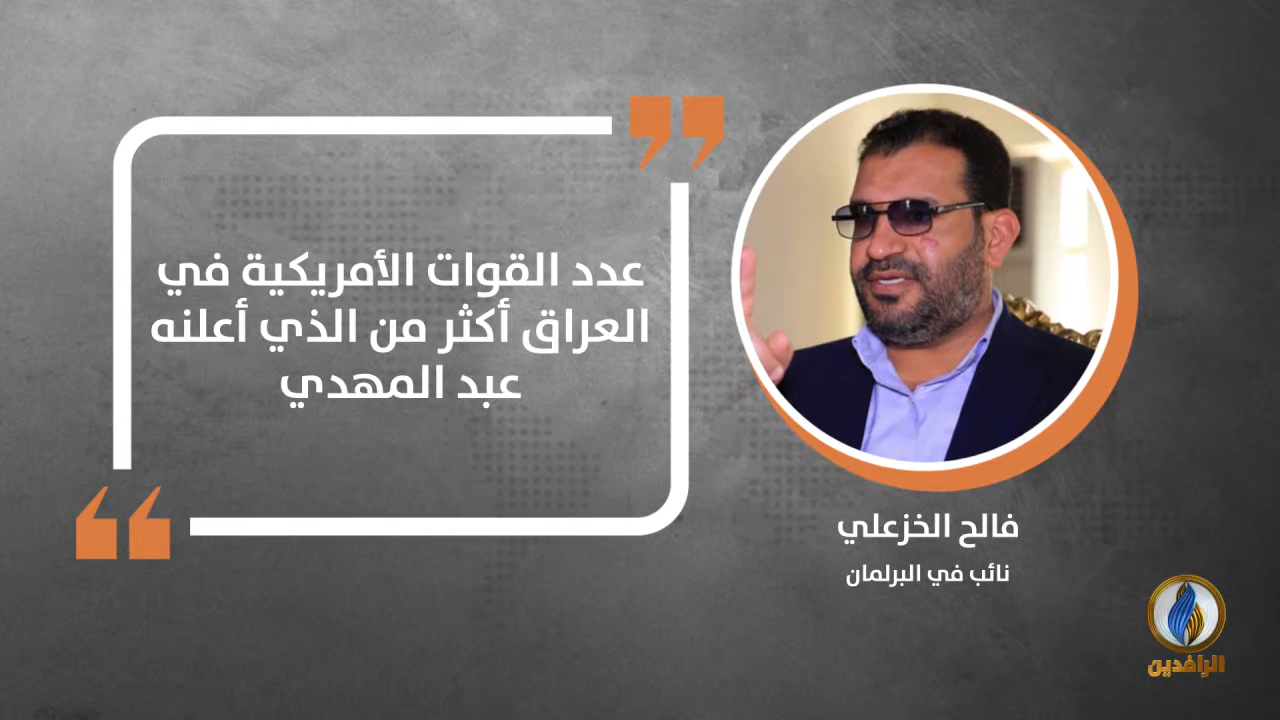 عدد القوات الأمريكية في
العراق أكثر من الذي أعلنه
عبد المهدي
فالح الخزعلي
نائب في البرلمان
الرافدين